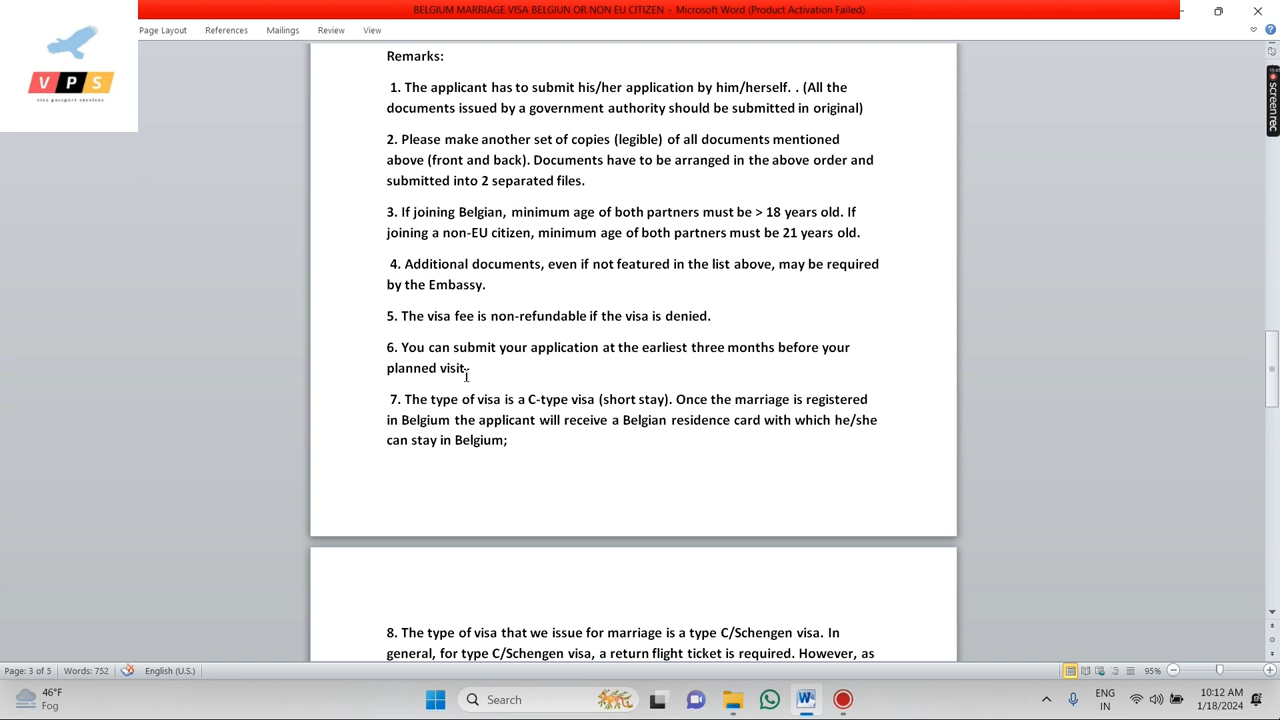 BELGIUM MARRIAGE VISA BELGIUN OR NON EU CITIZEN - Microsoft Word (Product Activation Failed)
Page Layout References Mailings Review View
VPS
visa passport services
screen rec
Remarks:
1. The applicant has to submit his/her application by him/herself. . (All the
documents issued by a government authority should be submitted in original)
2. Please make another set of copies (legible) of all documents mentioned
above (front and back). Documents have to be arranged in the above order and
submitted into 2 separated files.
3. If joining Belgian, minimum age of both partners must be > 18 years old. If
joining a non-EU citizen, minimum age of both partners must be 21 years old.
4. Additional documents, even if not featured in the list above, may be required
by the Embassy.
5. The visa fee is non-refundable if the visa is denied.
6. You can submit your application at the earliest three months before your
planned visit.
7. The type of visa is a C-type visa (short stay). Once the marriage is registered
in Belgium the applicant will receive a Belgian residence card with which he/she
can stay in Belgium;
8. The type of visa that we issue for marriage is a type C/Schengen visa. In
general, for type C/Schengen visa, a return flight ticket is required. However, as
Page: 3 of 5 Words: 752 English (U.S.) 95%
46°F
Fog
Search
ENG
IN
10:12 AM
1/18/2024